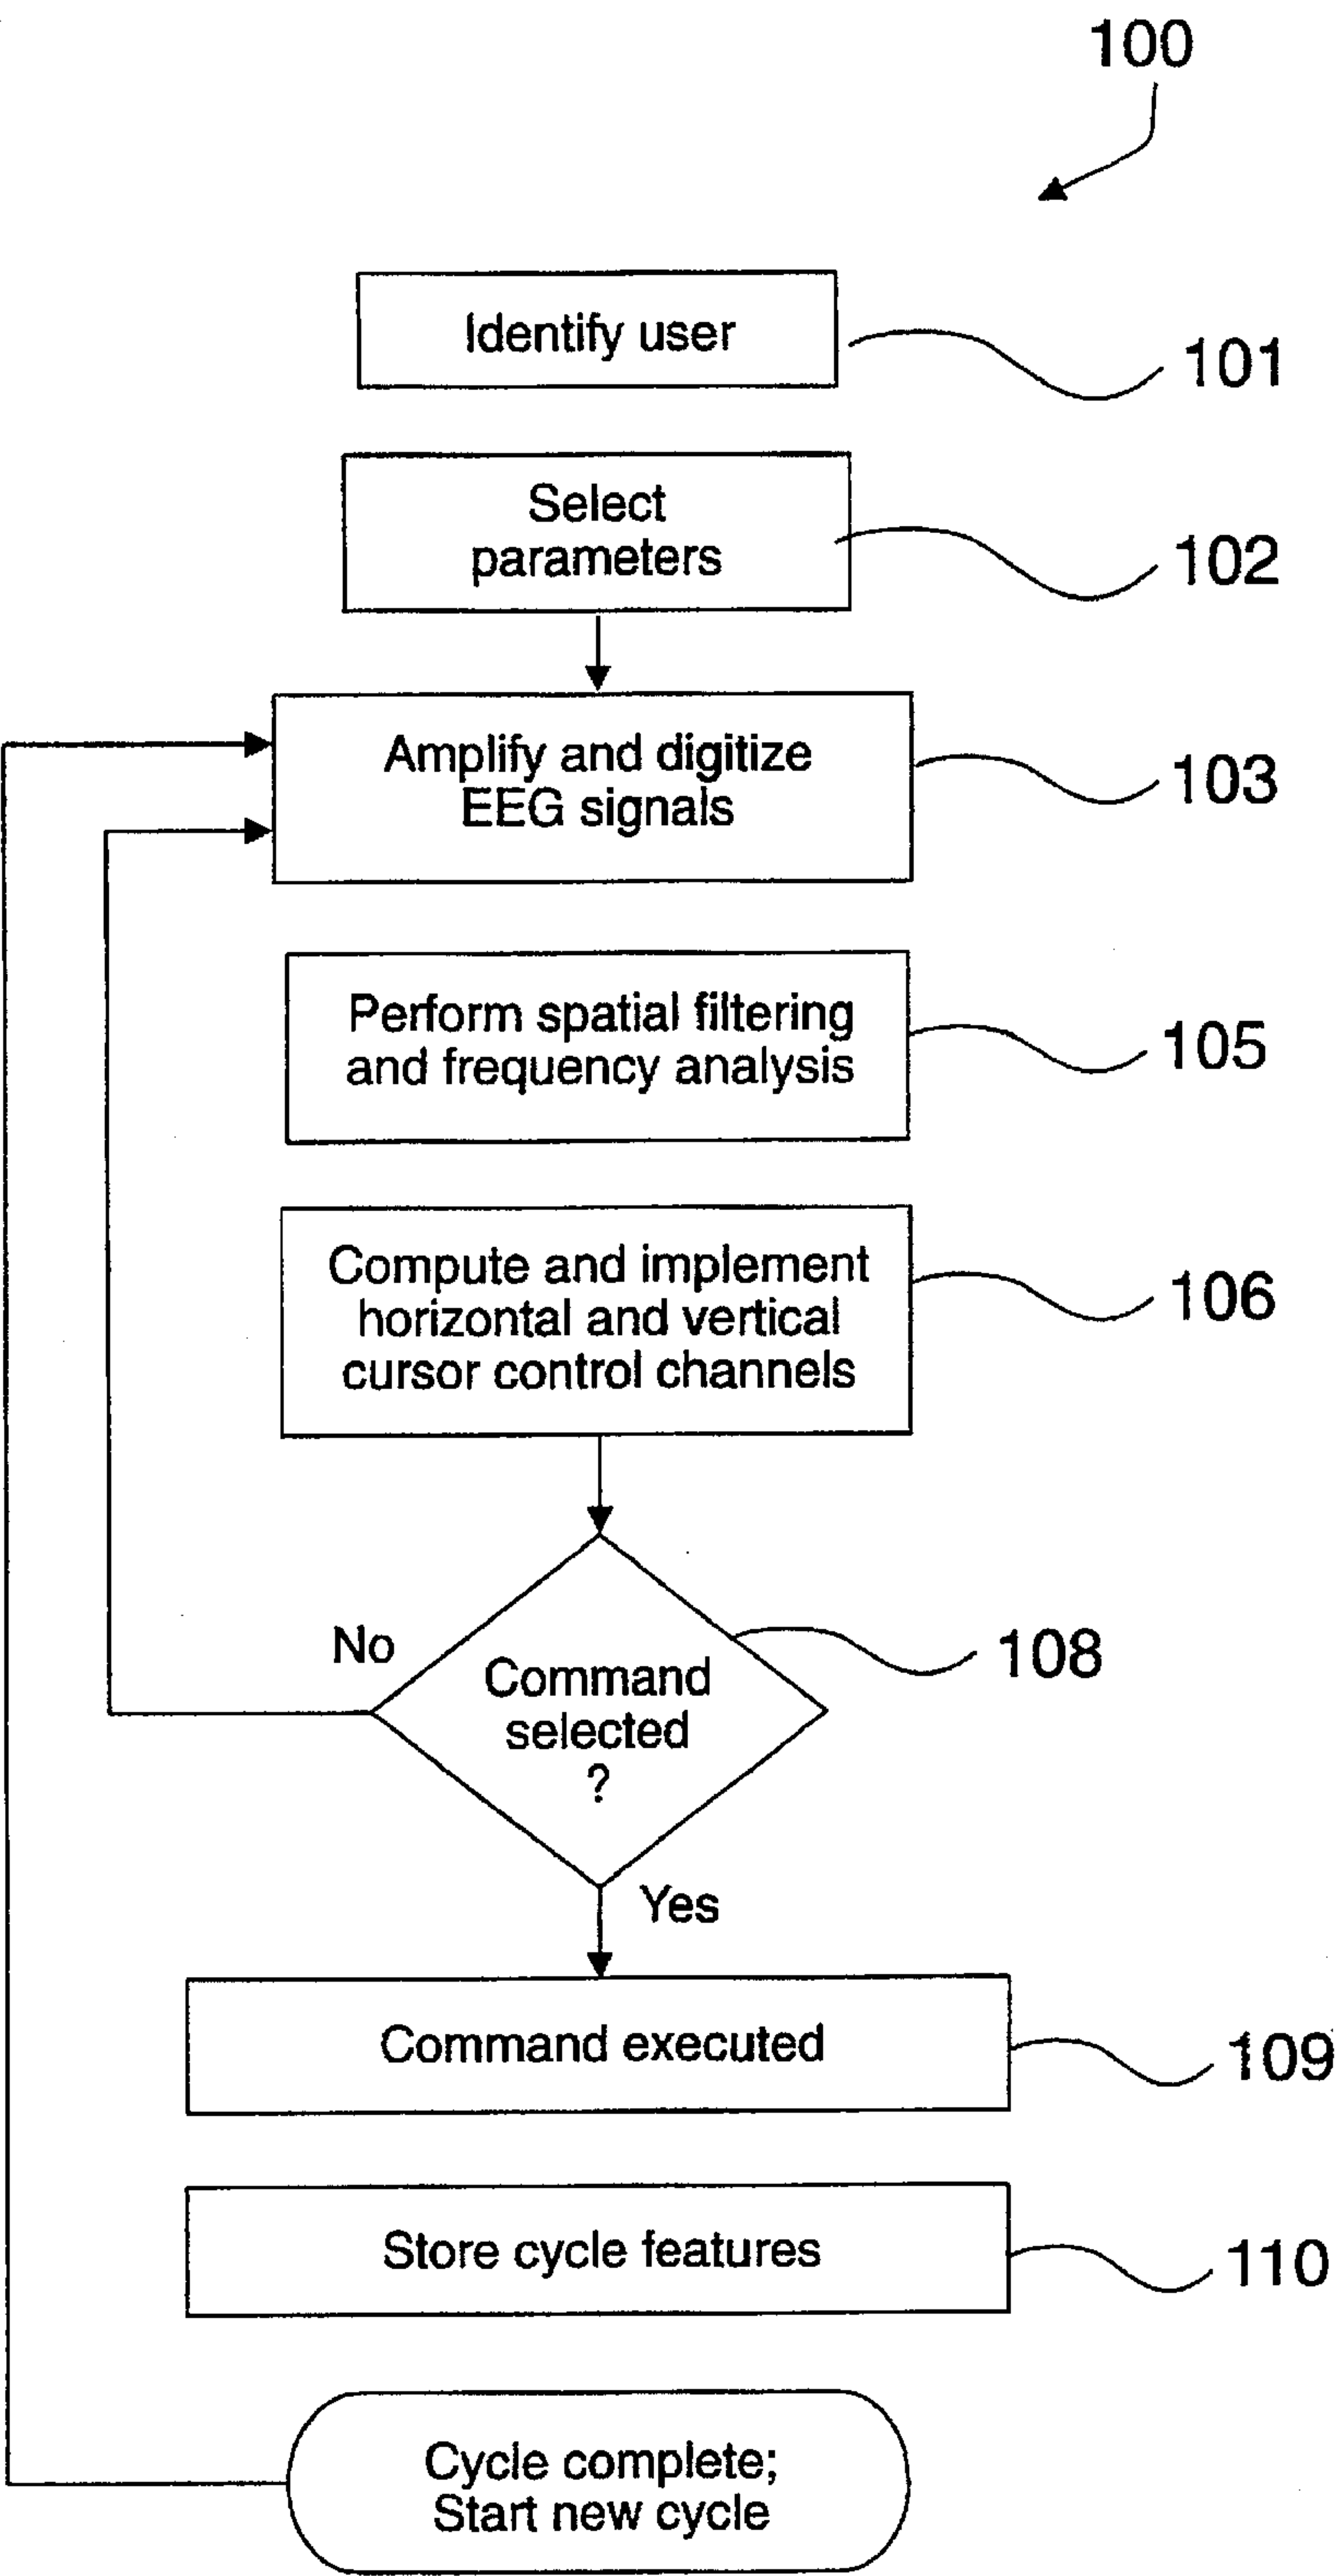 100
Identify user
101
Select
parameters
102
Amplify and digitize
EEG signals
103
Perform spatial filtering
and frequency analysis
105
Compute and implement
horizontal and vertical
cursor control channels
106
No
Command
selected
?
108
Yes
Command executed
109
Store cycle features
110
Cycle complete;
Start new cycle